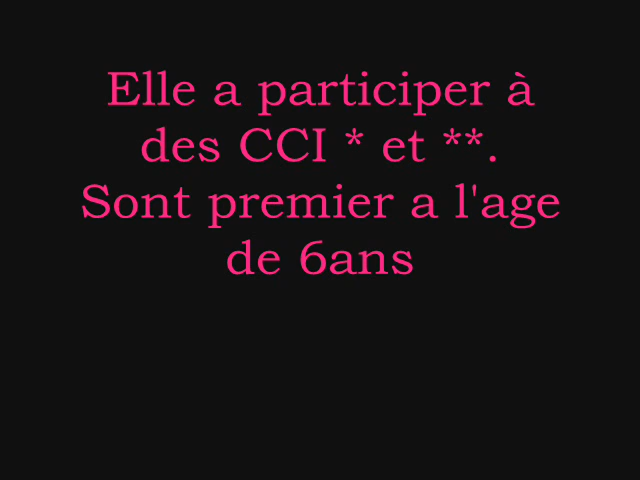 Elle a participer à
des CCI * et **.
Sont premier a l'age
de 6ans